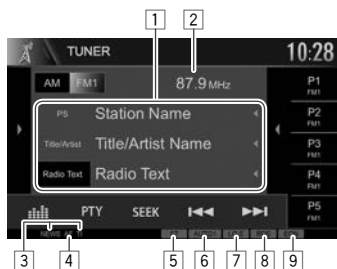 1 2
TUNER 10:28
AM FM1 87.9 MHz P1
FM1
PS Station Name P2
FM1
Title/Artist Title/Artist Name P3
FM1
Radio Text Radio Text P4
FM1
PTY SEEK P5
FM1
NEWS AF TI
3 4 5 6 7 8 9